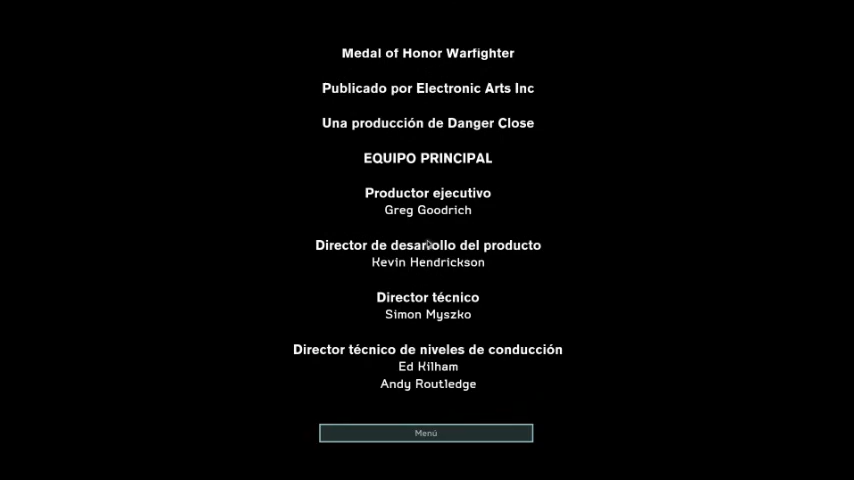 Medal of Honor Warfighter
Publicado por Electronic Arts Inc
Una producción de Danger Close
EQUIPO PRINCIPAL
Productor ejecutivo
Greg Goodrich
Director de desarrollo del producto
Kevin Hendrickson
Director técnico
Simon Myszko
Director técnico de niveles de conducción
Ed Kilham
Andy Routledge
Menú